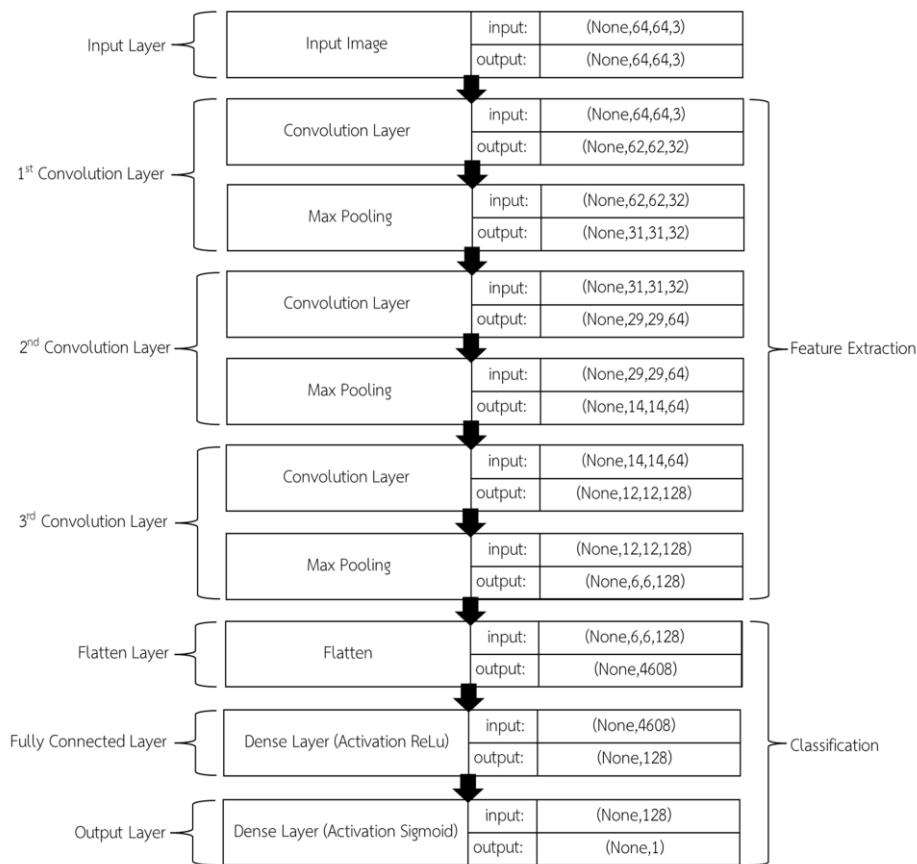 Input Layer
Input Image
input:
(None,64,64,3)
output:
(None,64,64,3)
1st Convolution Layer
Convolution Layer
input:
(None,64,64,3)
output:
(None,62,62,32)
Max Pooling
input:
(None,62,62,32)
output:
(None,31,31,32)
2nd Convolution Layer
Convolution Layer
input:
(None,31,31,32)
output:
(None,29,29,64)
Max Pooling
input:
(None,29,29,64)
output:
(None,14,14,64)
3rd Convolution Layer
Convolution Layer
input:
(None,14,14,64)
output:
(None,12,12,128)
Max Pooling
input:
(None,12,12,128)
output:
(None,6,6,128)
Feature Extraction
Flatten Layer
Flatten
input:
(None,6,6,128)
output:
(None,4608)
Fully Connected Layer
Dense Layer (Activation ReLu)
input:
(None,4608)
output:
(None,128)
Output Layer
Dense Layer (Activation Sigmoid)
input:
(None,128)
output:
(None,1)
Classification